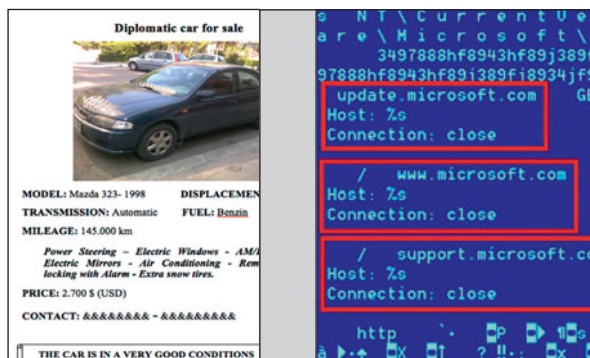 Diplomatic car for sale
MODEL: Mazda 323- 1998 DISPLACEMEN
TRANSMISSION: Automatic FUEL: Benzin
MILEAGE: 145.000 km
Power Steering – Electric Windows - AM/
Electric Mirrors - Air Conditioning - Rem
locking with Alarm - Extra snow tires.
PRICE: 2.700 $ (USD)
CONTACT: &&&&&&&& - &&&&&&&&&
THE CAR IS IN A VERY GOOD CONDITIONS
s NT\CurrentVe
are\Microsoft\
3497888hf8943hf89j389f
97888hf8943hf89j389fi8934jf9
update.microsoft.com GE
Host: %s
Connection: close
/ www.microsoft.com
Host: %s
Connection: close
/ support.microsoft.co
Host: %s
Connection: close
http